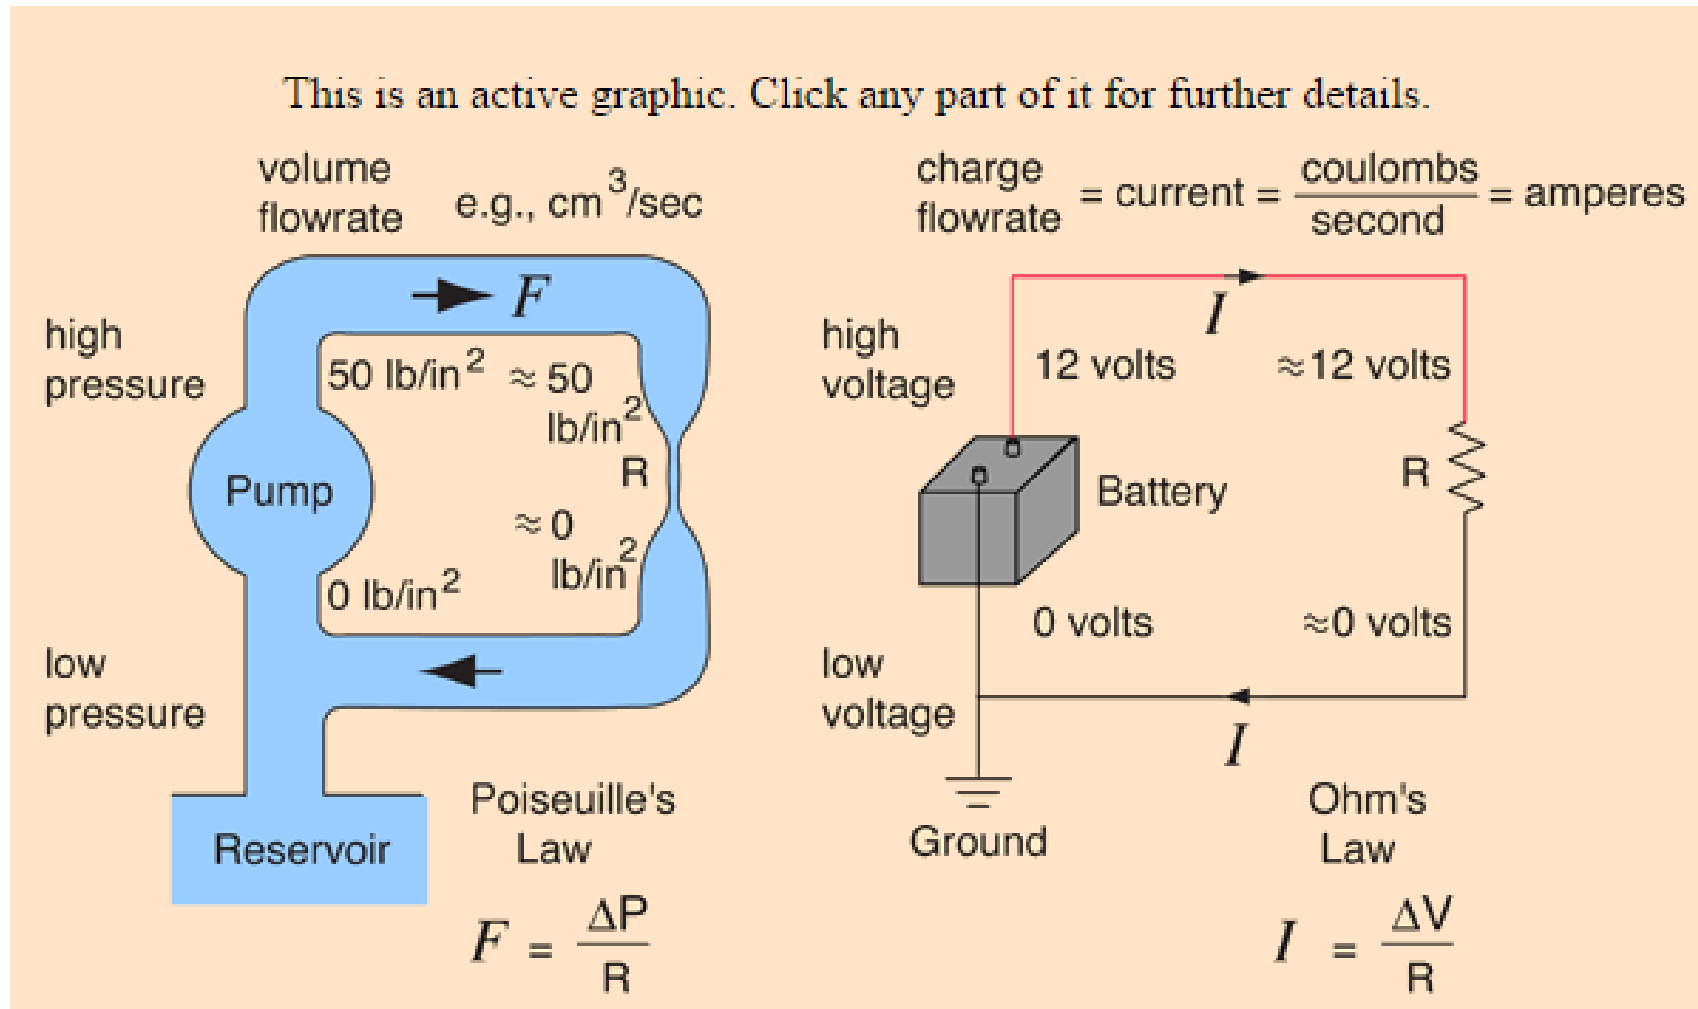 This is an active graphic. Click any part of it for further details.
volume
flowrate
e.g., cm³/sec
F
high
pressure
50 lb/in²
≈ 50
lb/in²
Pump
R
≈ 0
lb/in²
0 lb/in²
low
pressure
Reservoir
Poiseuille's
Law
F = ΔP/R
charge
flowrate
= current = coulombs/second = amperes
I
high
voltage
12 volts
≈12 volts
Battery
R
0 volts
≈0 volts
low
voltage
I
Ground
Ohm's
Law
I = ΔV/R